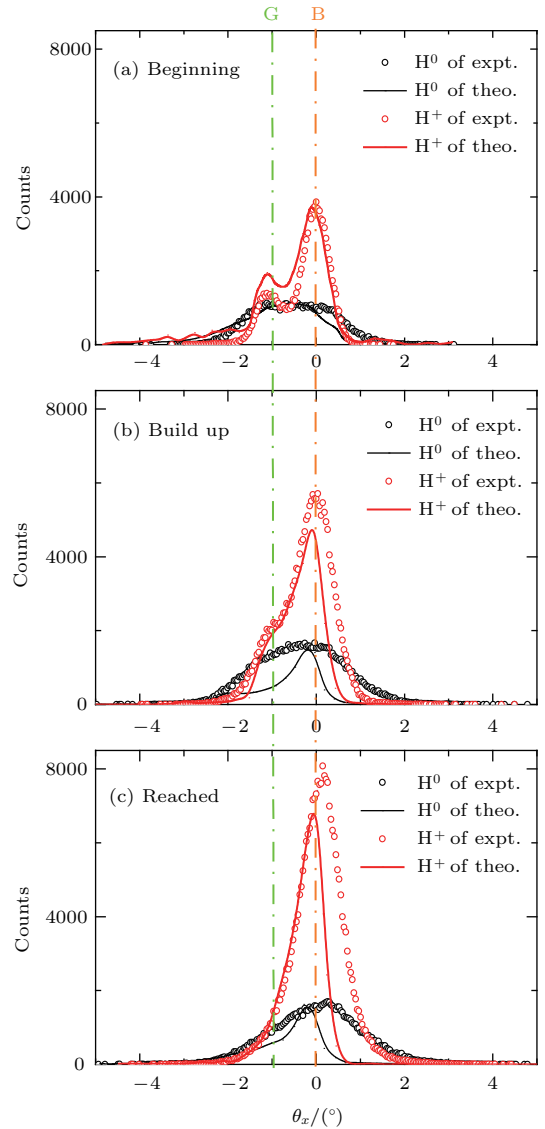 G B
8000
(a) Beginning
H⁰ of expt.
H⁰ of theo.
H⁺ of expt.
H⁺ of theo.
4000
Counts
0
−4 −2 0 2 4
8000
(b) Build up
H⁰ of expt.
H⁰ of theo.
H⁺ of expt.
H⁺ of theo.
4000
Counts
0
−4 −2 0 2 4
8000
(c) Reached
H⁰ of expt.
H⁰ of theo.
H⁺ of expt.
H⁺ of theo.
4000
Counts
0
−4 −2 0 2 4
θₓ/(°)